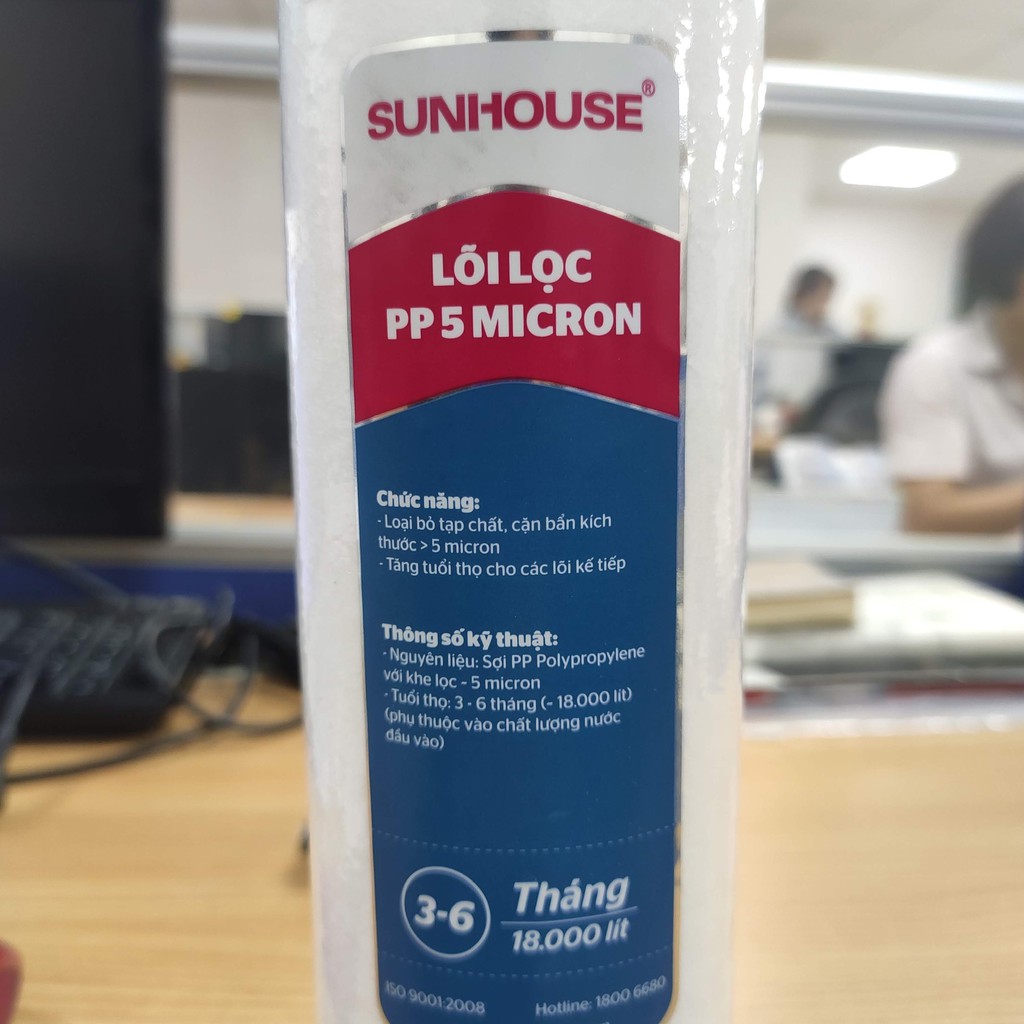 SUNHOUSE®
LÕI LỌC
PP 5 MICRON
Chức năng:
- Loại bỏ tạp chất, cặn bẩn kích
thước > 5 micron
- Tăng tuổi thọ cho các lõi kế tiếp
Thông số kỹ thuật:
- Nguyên liệu: Sợi PP Polypropylene
với khe lọc ~ 5 micron
- Tuổi thọ: 3 - 6 tháng (~ 18.000 lít)
(phụ thuộc vào chất lượng nước
đầu vào)
3-6 Tháng
18.000 lít
ISO 9001:2008 Hotline: 1800 6680